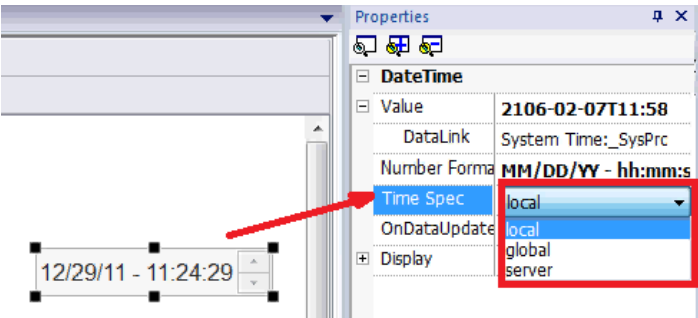 Properties
DateTime
Value 2106-02-07T11:58
DataLink System Time:_SysPrc
Number Forma MM/DD/YY - hh:mm:s
Time Spec local
OnDataUpdate local
global
Display server
12/29/11 - 11:24:29